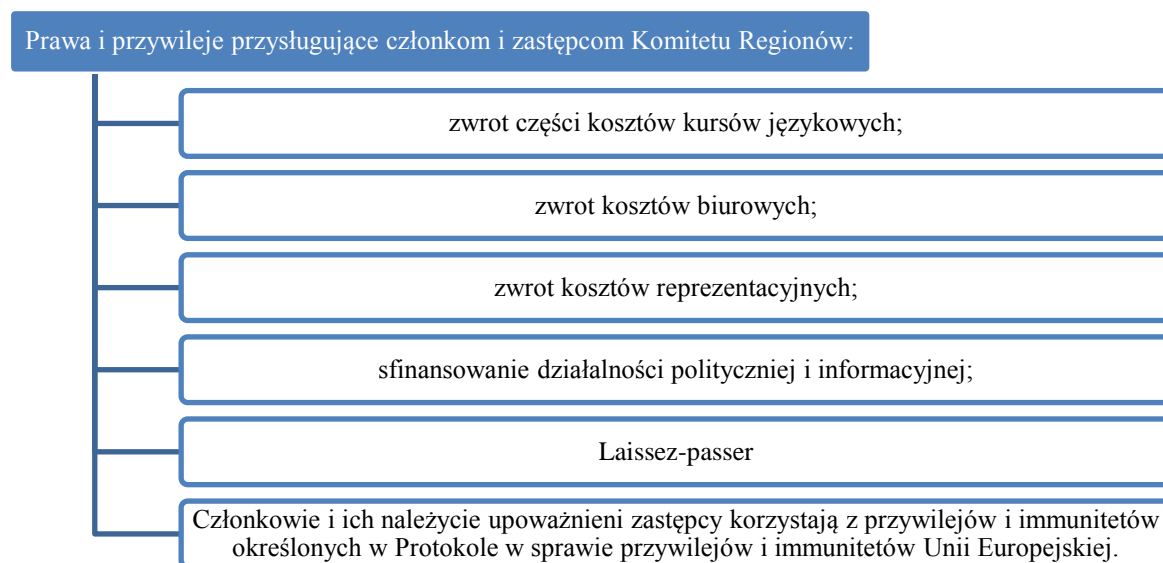 Prawa i przywileje przysługujące członkom i zastępcom Komitetu Regionów:
zwrot części kosztów kursów językowych;
zwrot kosztów biurowych;
zwrot kosztów reprezentacyjnych;
sfinansowanie działalności polityczniej i informacyjnej;
Laissez-passer
Członkowie i ich należycie upoważnieni zastępcy korzystają z przywilejów i immunitetów
określonych w Protokole w sprawie przywilejów i immunitetów Unii Europejskiej.